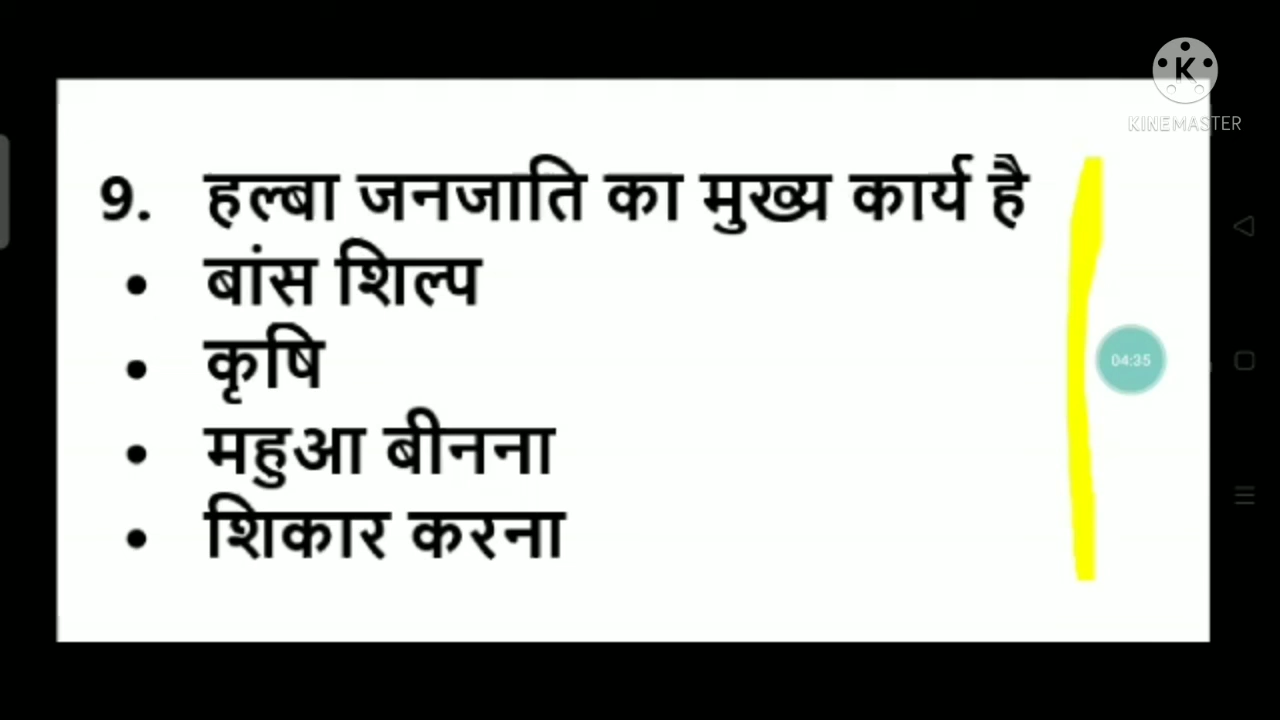 KINEMASTER
9. हल्बा जनजाति का मुख्य कार्य है
• बांस शिल्प
• कृषि
04:35
• महुआ बीनना
• शिकार करना